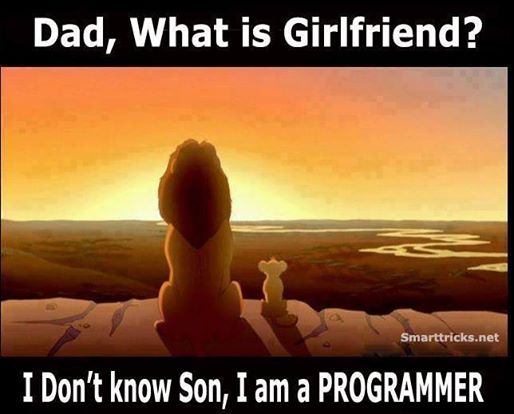 Dad, What is Girlfriend?
Smarttricks.net
I Don't know Son, I am a PROGRAMMER